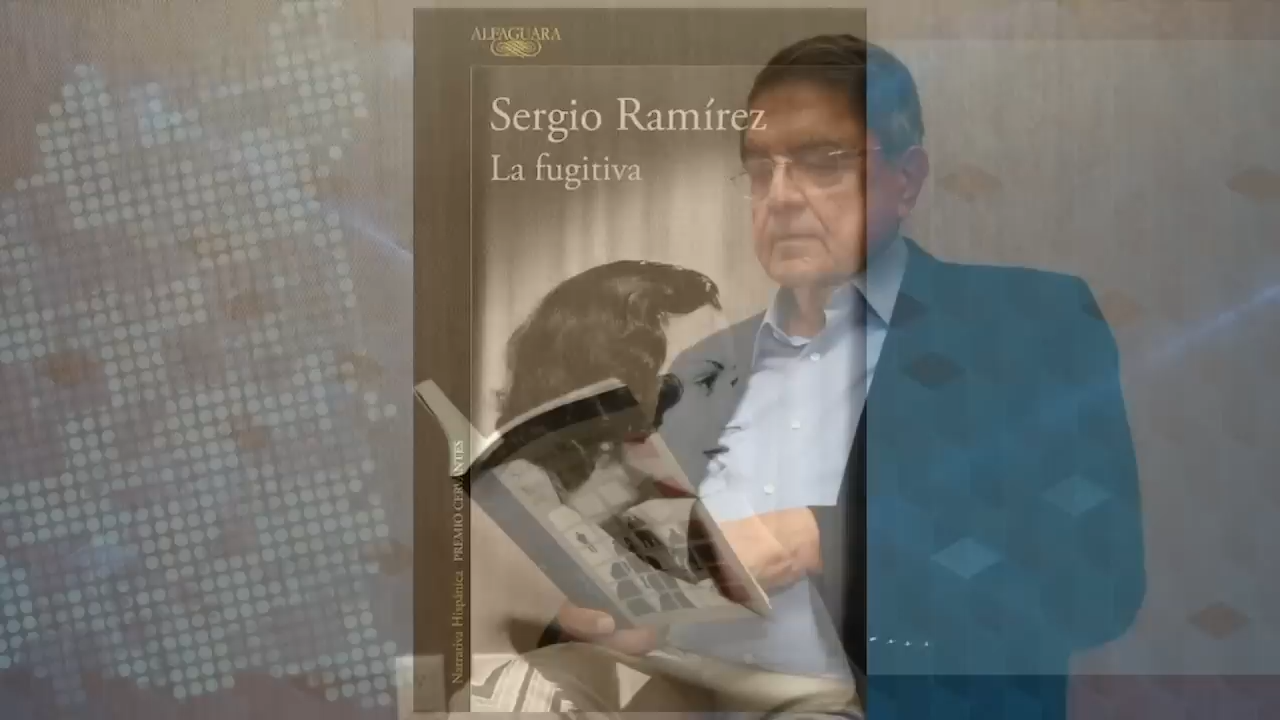 ALFAGUARA
Sergio Ramírez
La fugitiva
Narrativa Hispánica PREMIO CERVANTES